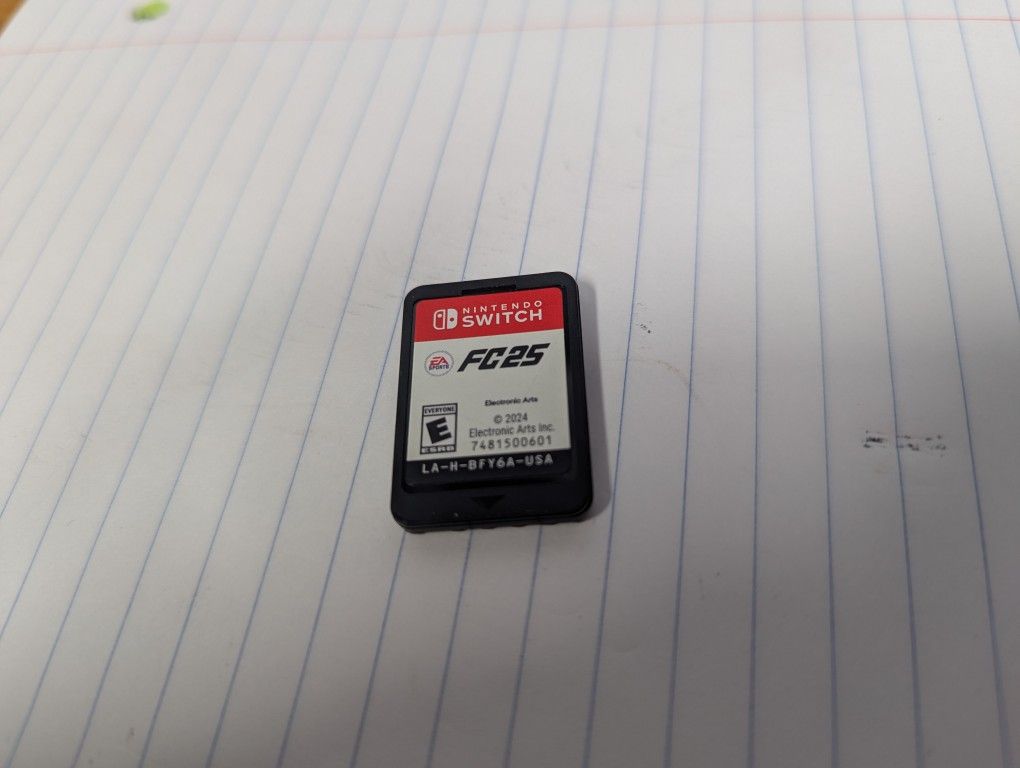 NINTENDO
SWITCH
EA
SPORTS
FC25
Electronic Arts
EVERYONE
E
ESRB
© 2024
Electronic Arts Inc.
7481500601
LA-H-BFY6A-USA